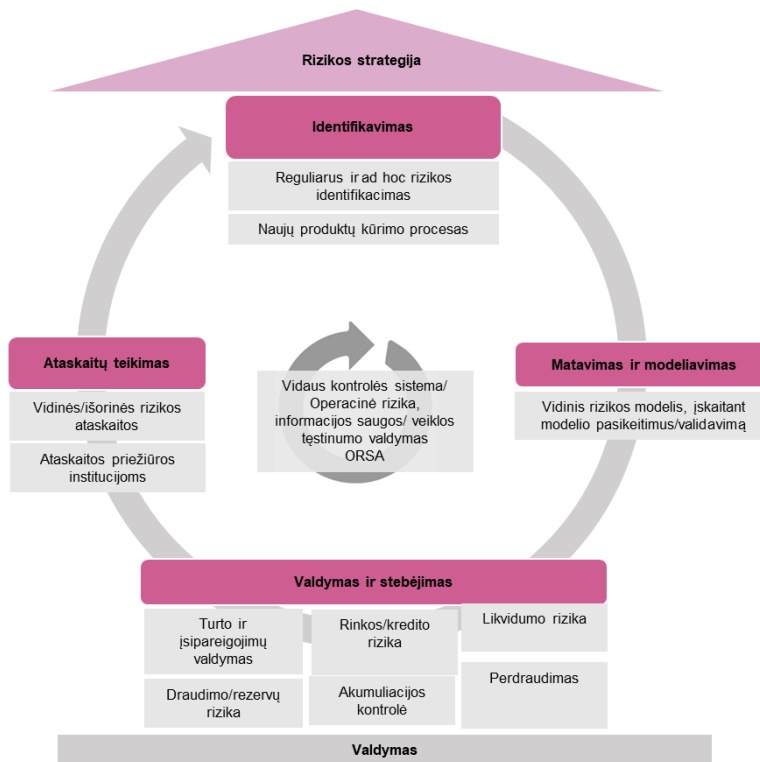 Rizikos strategija
Identifikavimas
Reguliarus ir ad hoc rizikos
identifikacimas
Naujų produktų kūrimo procesas
Ataskaitų teikimas
Vidinės/išorinės rizikos
ataskaitos
Ataskaitos priežiūros
institucijoms
Vidaus kontrolės sistema/
Operacinė rizika,
informacijos saugos/ veiklos
tęstinumo valdymas
ORSA
Matavimas ir modeliavimas
Vidinis rizikos modelis, įskaitant
modelio pasikeitimus/validavimą
Valdymas ir stebėjimas
Turto ir
įsipareigojimų
valdymas
Rinkos/kredito
rizika
Likvidumo rizika
Draudimo/rezervų
rizika
Akumuliacijos
kontrolė
Perdraudimas
Valdymas